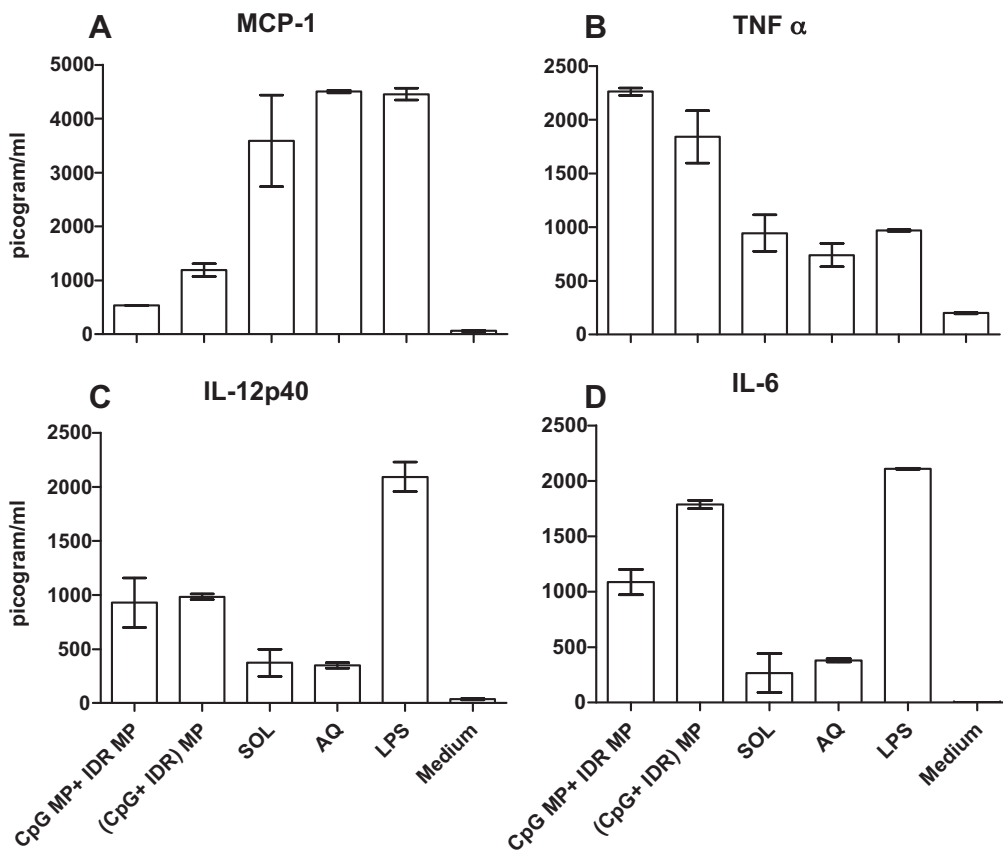 A MCP-1
picogram/ml
5000
4000
3000
2000
1000
0
B TNF α
2500
2000
1500
1000
500
0
C IL-12p40
picogram/ml
2500
2000
1500
1000
500
0
CpG MP+ IDR MP
(CpG+ IDR) MP
SOL
AQ
LPS
Medium
D IL-6
2500
2000
1500
1000
500
0
CpG MP+ IDR MP
(CpG+ IDR) MP
SOL
AQ
LPS
Medium